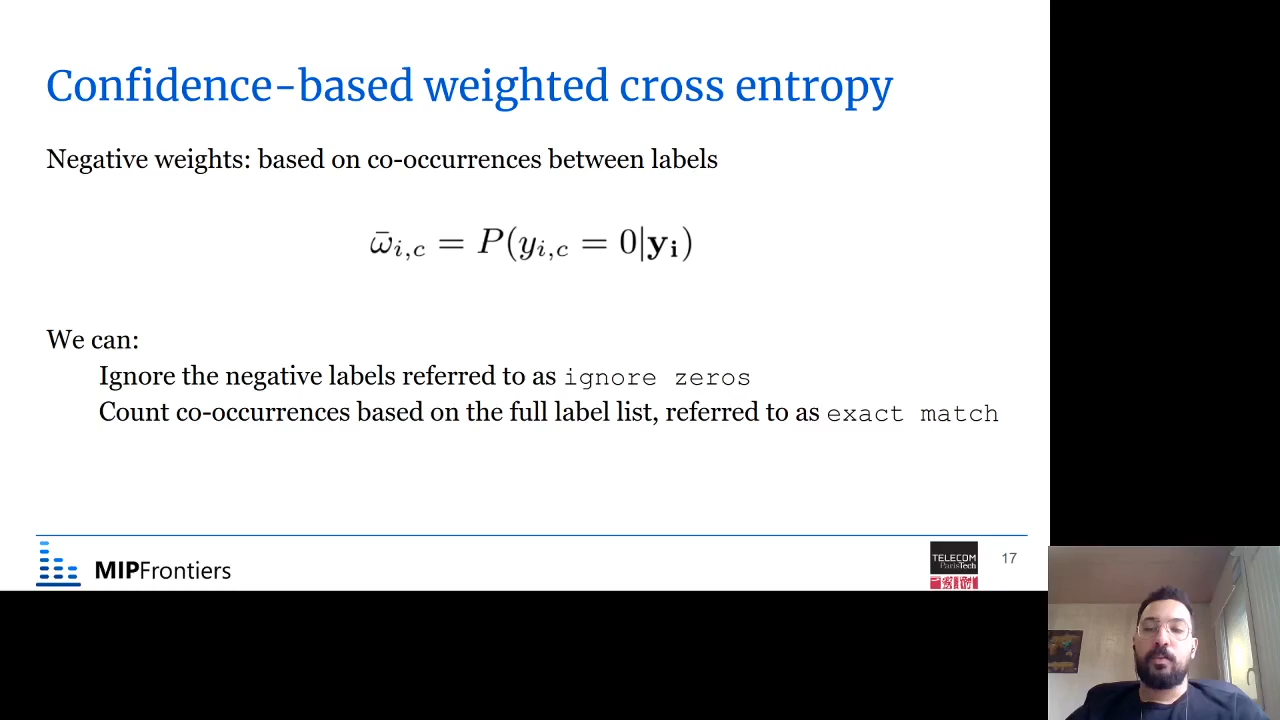 Confidence-based weighted cross entropy
Negative weights: based on co-occurrences between labels
ω̄ᵢ,c = P(yᵢ,c = 0|𝐲ᵢ)
We can:
Ignore the negative labels referred to as ignore zeros
Count co-occurrences based on the full label list, referred to as exact match
MIPFrontiers
TELECOM
ParisTech
17